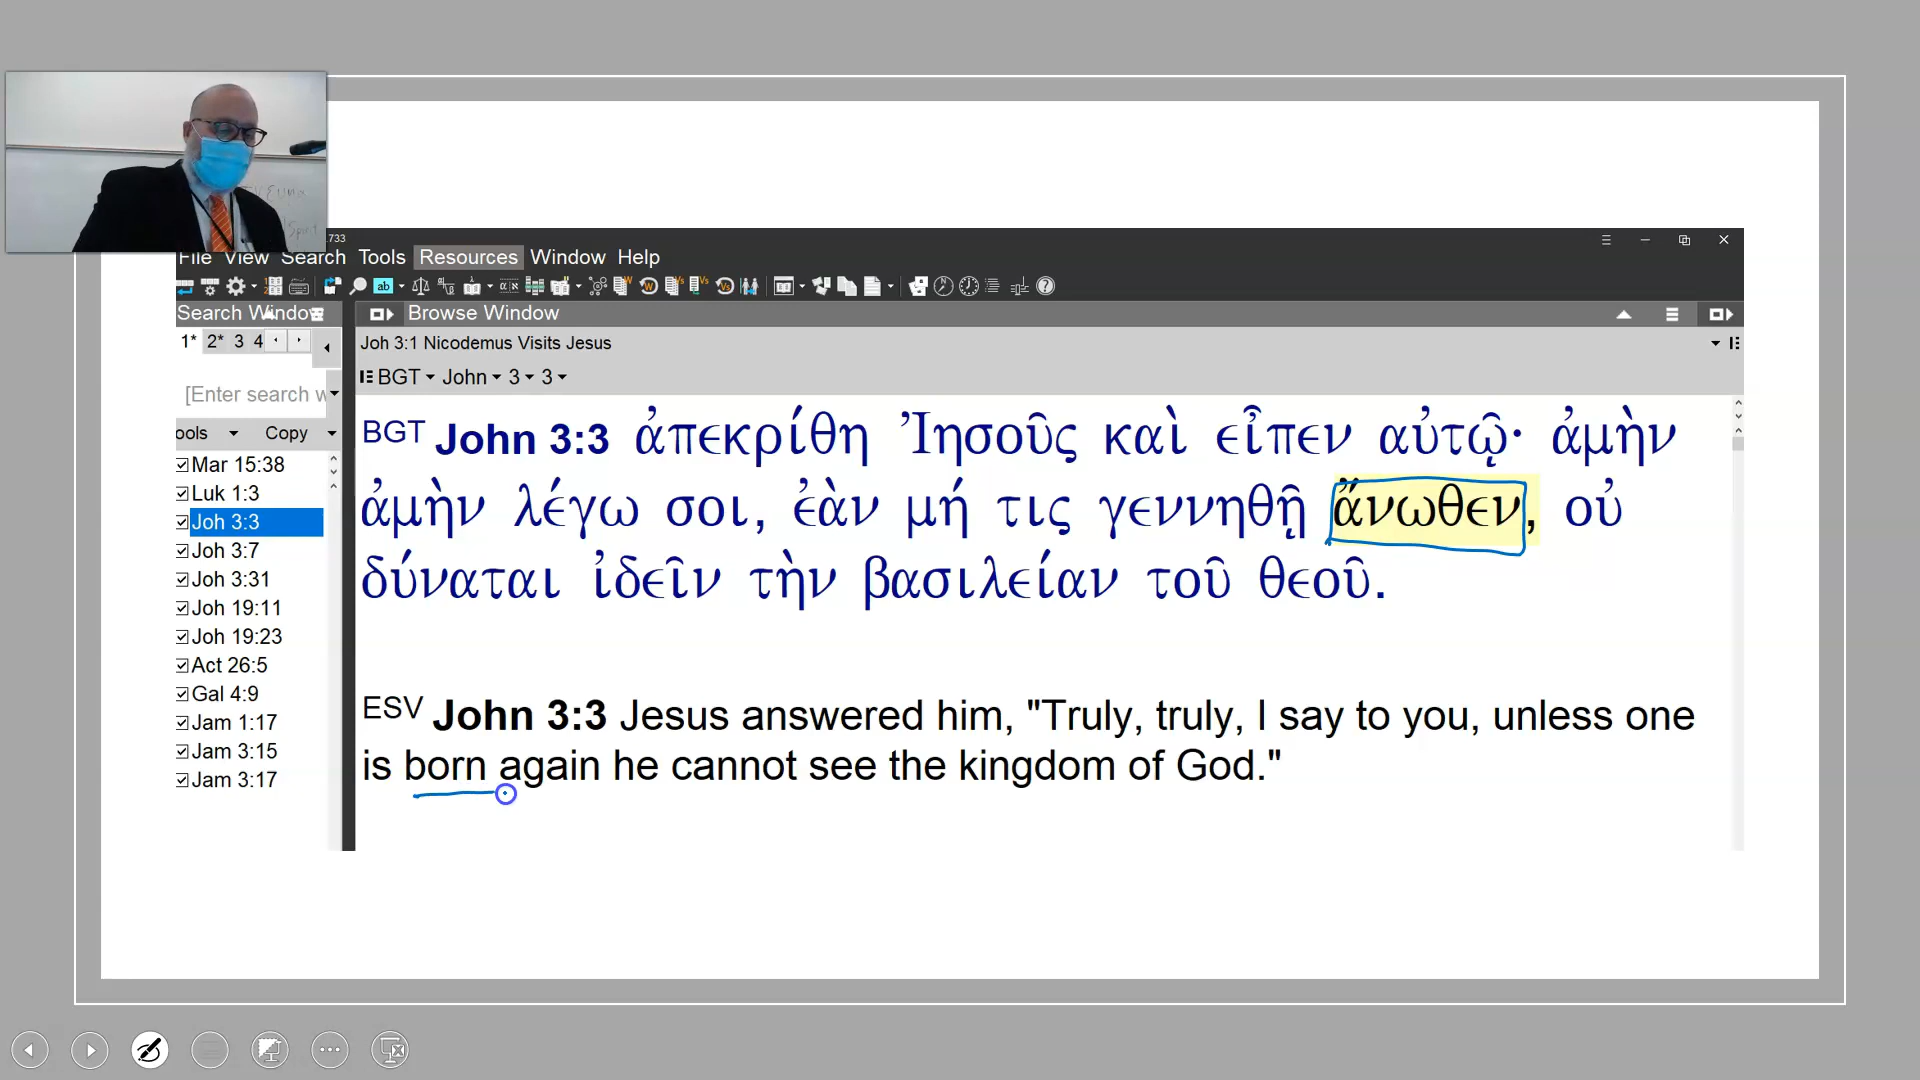 733
File View Search Tools Resources Window Help
Search Window
Browse Window
1* 2* 3 4
Joh 3:1 Nicodemus Visits Jesus
[Enter search w
BGT John 3 3
ools Copy
Mar 15:38
Luk 1:3
Joh 3:3
Joh 3:7
Joh 3:31
Joh 19:11
Joh 19:23
Act 26:5
Gal 4:9
Jam 1:17
Jam 3:15
Jam 3:17
BGT John 3:3 ἀπεκρίθη Ἰησοῦς καὶ εἶπεν αὐτῷ· ἀμὴν
ἀμὴν λέγω σοι, ἐὰν μή τις γεννηθῇ ἄνωθεν, οὐ
δύναται ἰδεῖν τὴν βασιλείαν τοῦ θεοῦ.
ESV John 3:3 Jesus answered him, "Truly, truly, I say to you, unless one
is born again he cannot see the kingdom of God."